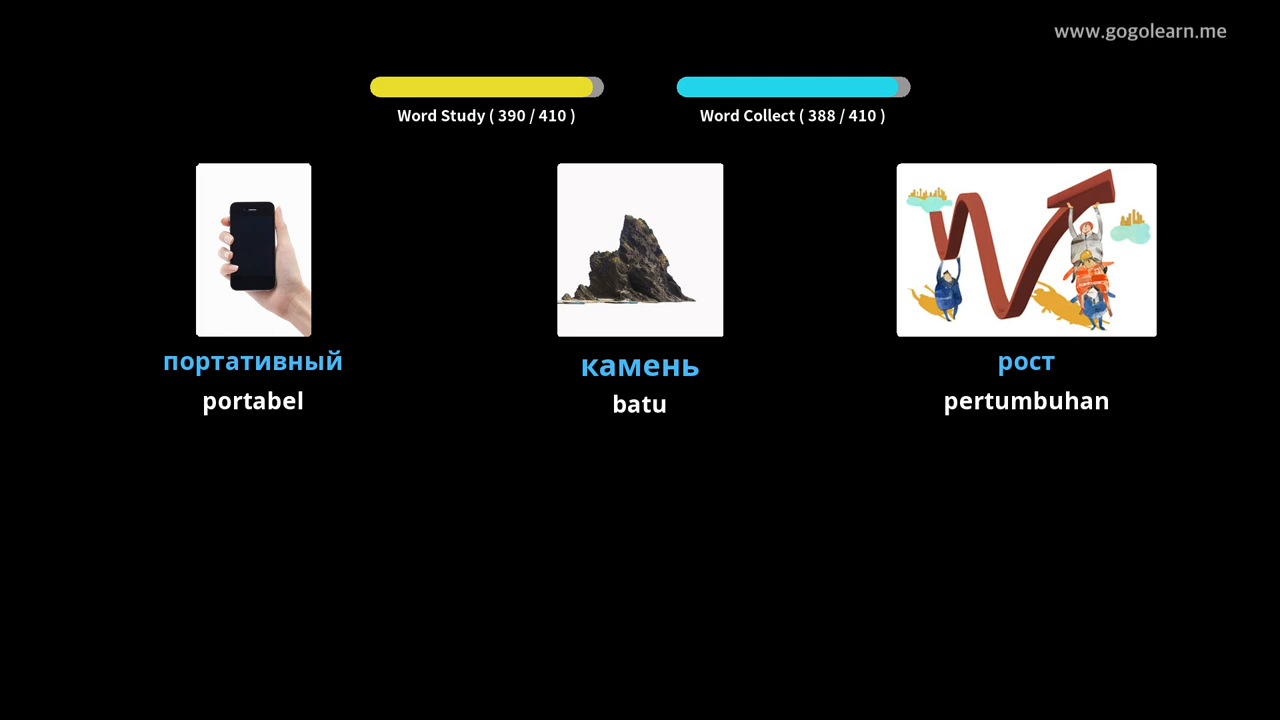 www.gogolearn.me
Word Study ( 390 / 410 )
Word Collect ( 388 / 410 )
портативный
portabel
камень
batu
рост
pertumbuhan